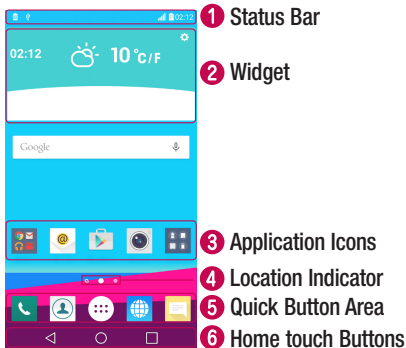 02:12
1 Status Bar
02:12 10°C/F
2 Widget
Google
@
3 Application Icons
4 Location Indicator
5 Quick Button Area
6 Home touch Buttons